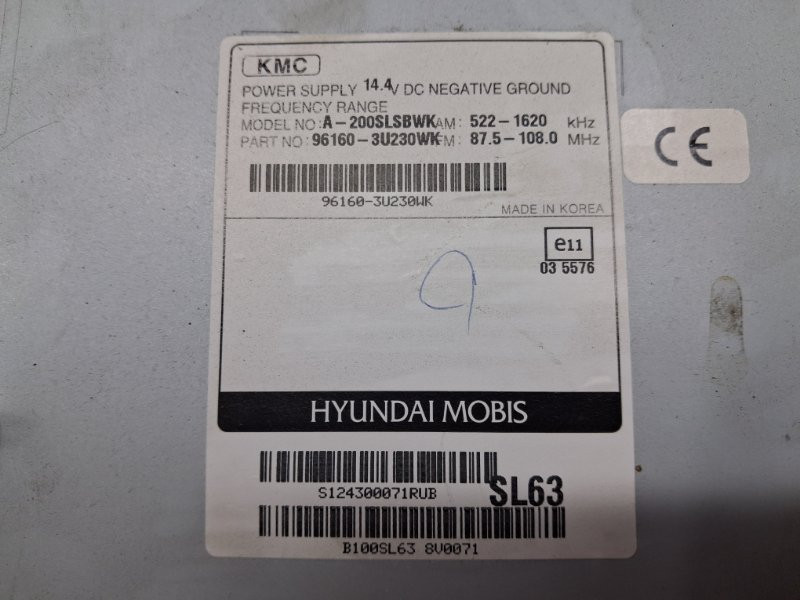 KMC
POWER SUPPLY 14.4V DC NEGATIVE GROUND
FREQUENCY RANGE
MODEL NO: A-200SLSBWK AM: 522-1620 kHz
PART NO: 96160-3U230WK FM: 87.5-108.0 MHz
96160-3U230WK
MADE IN KOREA
e11
03 5576
9
HYUNDAI MOBIS
S124300071RUB
SL63
B100SL63 8V0071
CE